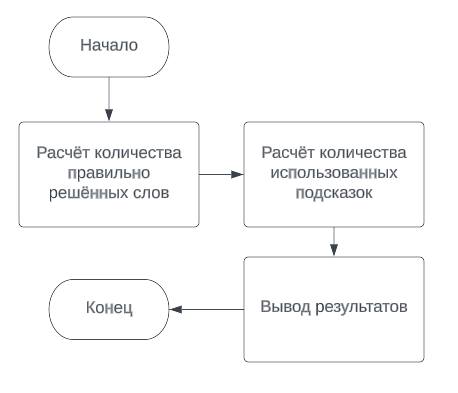 Начало
Расчёт количества
правильно
решённых слов
Расчёт количества
использованных
подсказок
Вывод результатов
Конец